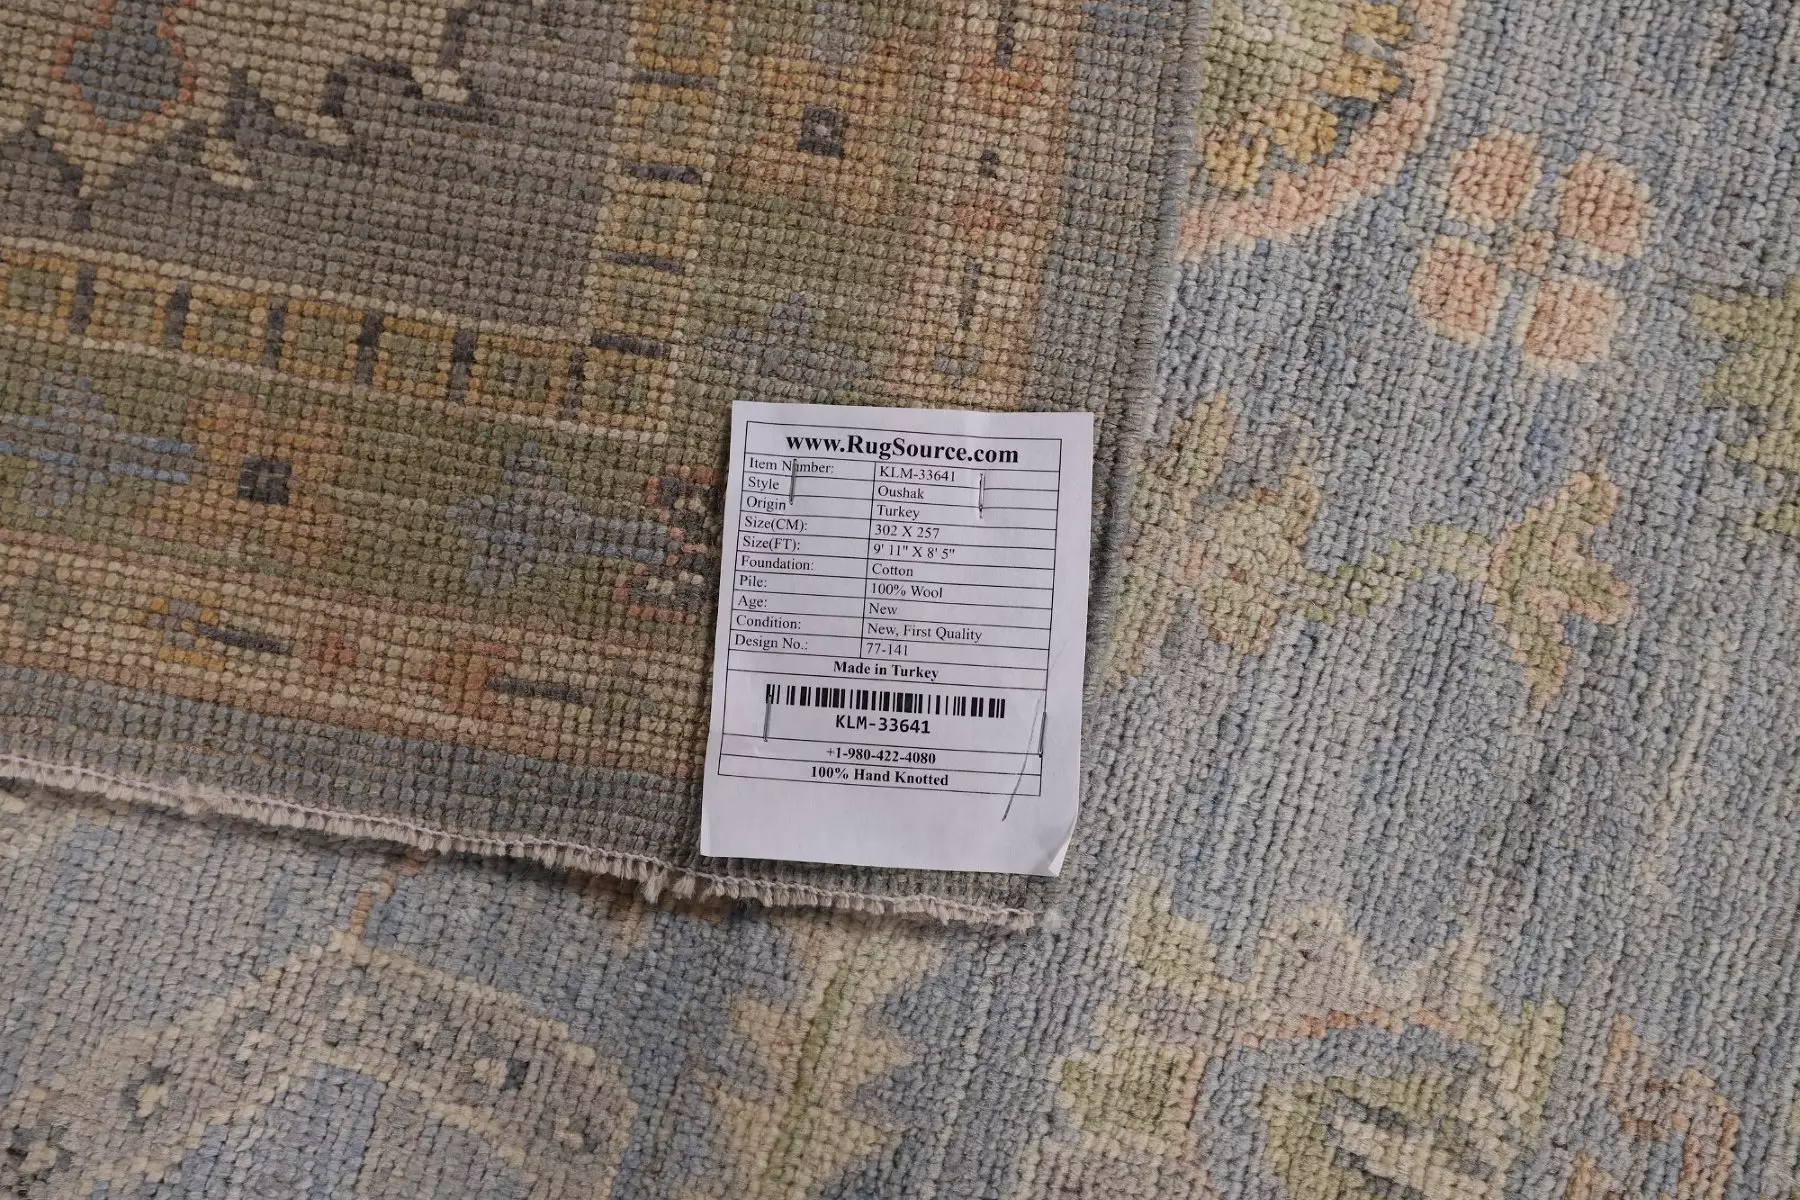 www.RugSource.com
Item Number: KLM-33641
Style Oushak
Origin Turkey
Size(CM): 302 X 257
Size(FT): 9' 11" X 8' 5"
Foundation: Cotton
Pile: 100% Wool
Age: New
Condition: New, First Quality
Design No.: 77-141
Made in Turkey
KLM-33641
+1-980-422-4080
100% Hand Knotted